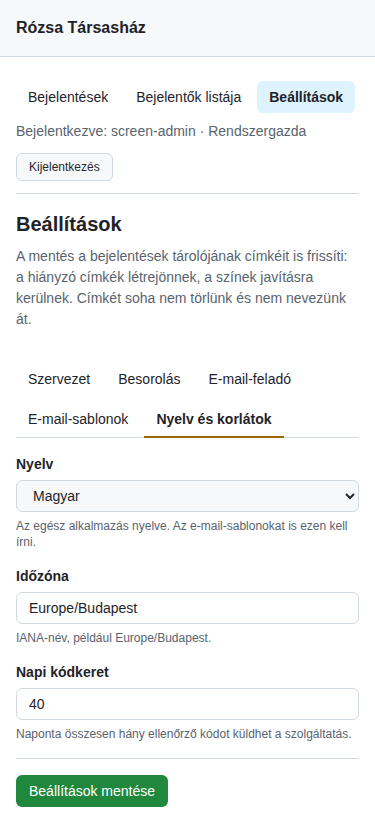 Rózsa Társasház
Bejelentések Bejelentők listája Beállítások
Bejelentkezve: screen-admin · Rendszergazda
Kijelentkezés
Beállítások
A mentés a bejelentések tárolójának címkéit is frissíti:
a hiányzó címkék létrejönnek, a színek javításra
kerülnek. Címkét soha nem törlünk és nem nevezünk
át.
Szervezet Besorolás E-mail-feladó
E-mail-sablonok Nyelv és korlátok
Nyelv
Magyar
Az egész alkalmazás nyelve. Az e-mail-sablonokat is ezen kell
írni.
Időzóna
Europe/Budapest
IANA-név, például Europe/Budapest.
Napi kódkeret
40
Naponta összesen hány ellenőrző kódot küldhet a szolgáltatás.
Beállítások mentése